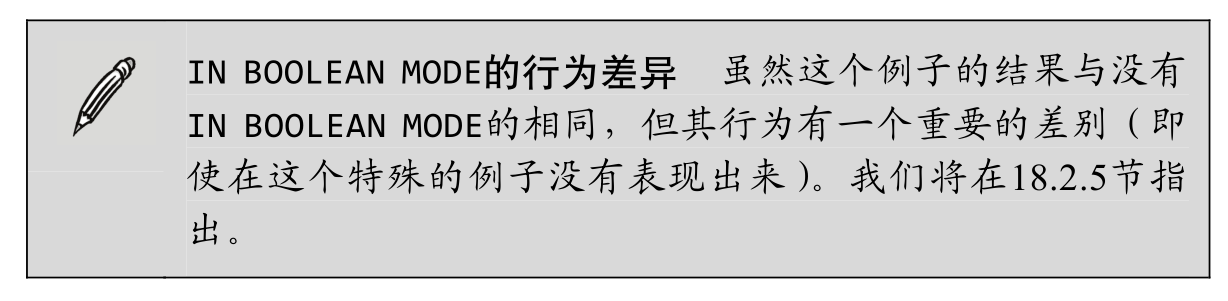 IN BOOLEAN MODE的行为差异 虽然这个例子的结果与没有
IN BOOLEAN MODE的相同，但其行为有一个重要的差别（即
使在这个特殊的例子没有表现出来）。我们将在18.2.5节指
出。